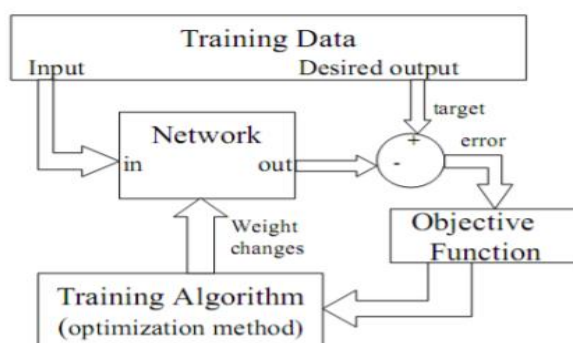 Training Data
Input
Desired output
target
Network
in
out
+
-
error
Weight
changes
Objective
Function
Training Algorithm
(optimization method)